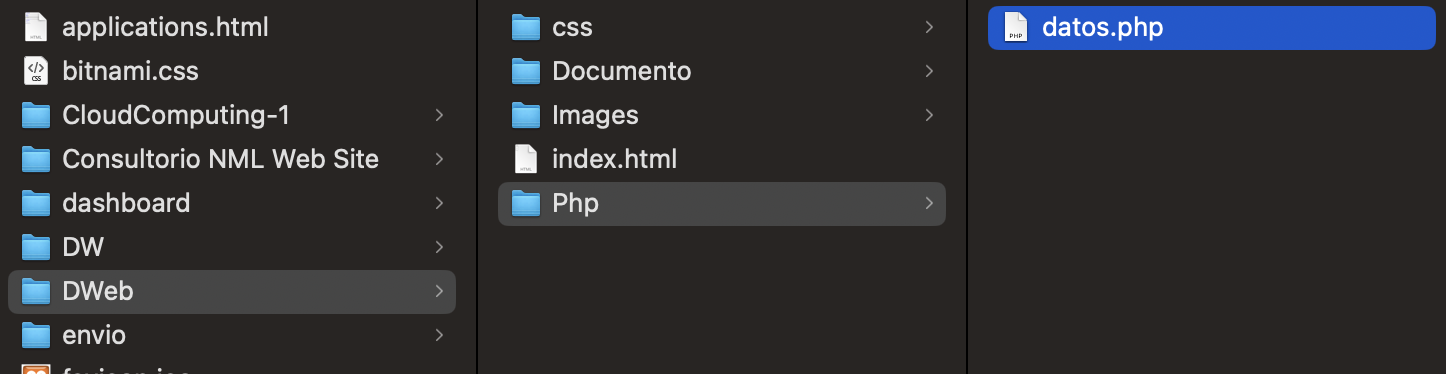 applications.html
bitnami.css
CloudComputing-1
Consultorio NML Web Site
dashboard
DW
DWeb
envio
css
Documento
Images
index.html
Php
datos.php